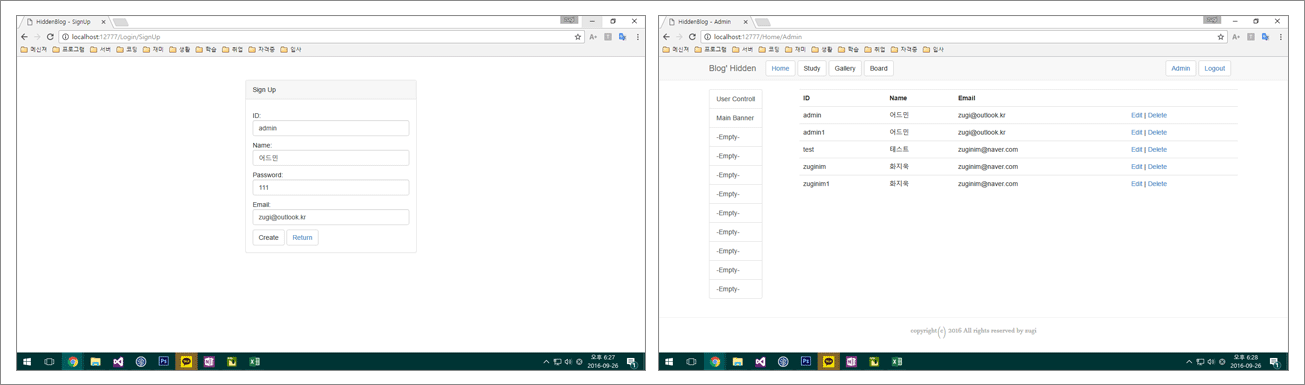 HiddenBlog - SignUp
zugi
localhost:12777/Login/SignUp
메신저 프로그램 서버 코딩 재미 생활 학습 취업 자격증 입사
Sign Up
ID:
admin
Name:
어드민
Password:
111
Email:
zugi@outlook.kr
Create Return
오후 6:27
2016-09-26
HiddenBlog - Admin
zugi
localhost:12777/Home/Admin
메신저 프로그램 서버 코딩 재미 생활 학습 취업 자격증 입사
Blog' Hidden Home Study Gallery Board Admin Logout
User Controll
Main Banner
-Empty-
-Empty-
-Empty-
-Empty-
-Empty-
-Empty-
-Empty-
-Empty-
-Empty-
ID Name Email
admin 어드민 zugi@outlook.kr Edit | Delete
admin1 어드민 zugi@outlook.kr Edit | Delete
test 테스트 zuginim@naver.com Edit | Delete
zuginim 화지욱 zuginim@naver.com Edit | Delete
zuginim1 화지욱 zuginim@naver.com Edit | Delete
copyright(c) 2016 All rights reserved by zugi
오후 6:28
2016-09-26